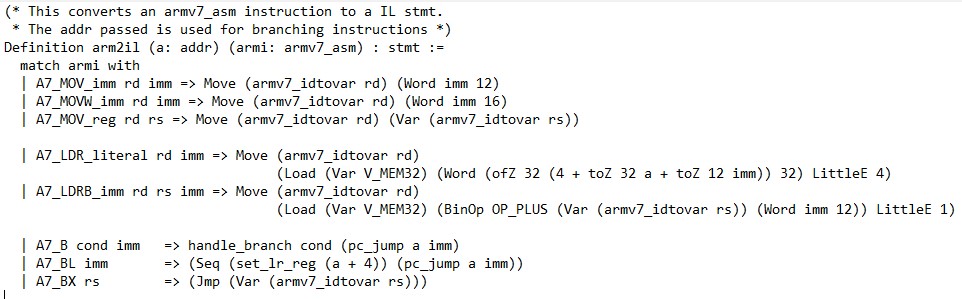 (* This converts an armv7_asm instruction to a IL stmt.
 * The addr passed is used for branching instructions *)
Definition arm2il (a: addr) (armi: armv7_asm) : stmt :=
  match armi with
  | A7_MOV_imm rd imm => Move (armv7_idtovar rd) (Word imm 12)
  | A7_MOVW_imm rd imm => Move (armv7_idtovar rd) (Word imm 16)
  | A7_MOV_reg rd rs => Move (armv7_idtovar rd) (Var (armv7_idtovar rs))

  | A7_LDR_literal rd imm => Move (armv7_idtovar rd)
                                  (Load (Var V_MEM32) (Word (ofZ 32 (4 + toZ 32 a + toZ 12 imm)) 32) LittleE 4)
  | A7_LDRB_imm rd rs imm => Move (armv7_idtovar rd)
                                  (Load (Var V_MEM32) (BinOp OP_PLUS (Var (armv7_idtovar rs)) (Word imm 12)) LittleE 1)

  | A7_B cond imm   => handle_branch cond (pc_jump a imm)
  | A7_BL imm       => (Seq (set_lr_reg (a + 4)) (pc_jump a imm))
  | A7_BX rs        => (Jmp (Var (armv7_idtovar rs)))